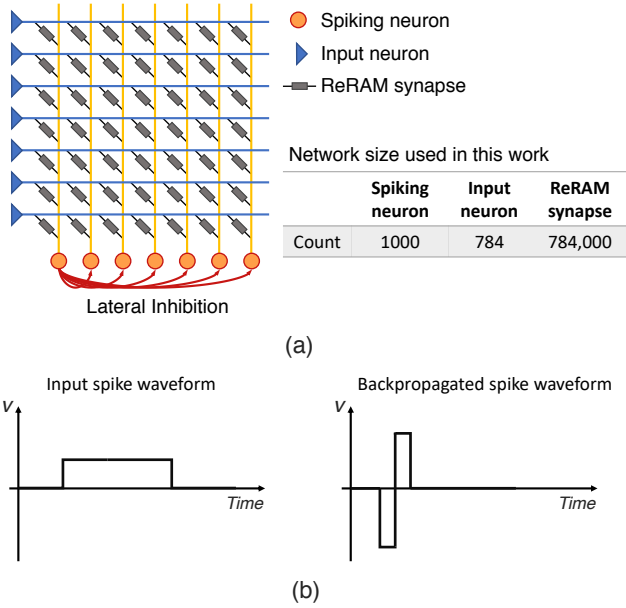 Spiking neuron
Input neuron
ReRAM synapse
Network size used in this work
Spiking neuron Input neuron ReRAM synapse
Count 1000 784 784,000
Lateral Inhibition
(a)
Input spike waveform
Backpropagated spike waveform
V
Time
V
Time
(b)